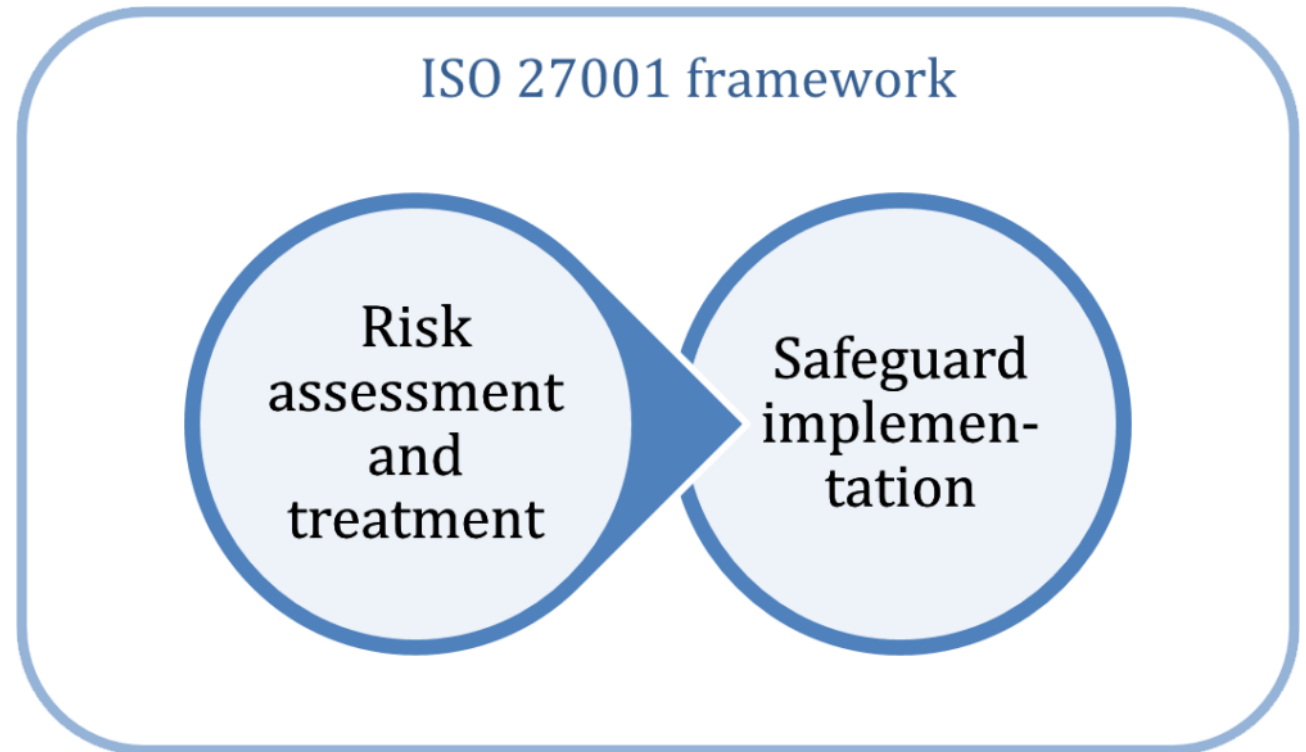 ISO 27001 framework
Risk
assessment
and
treatment
Safeguard
implemen-
tation